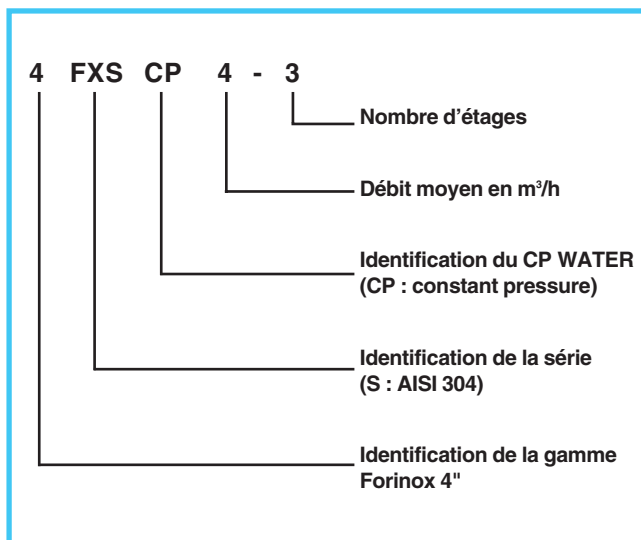 4 FXS CP 4 - 3
Nombre d’étages
Débit moyen en m³/h
Identification du CP WATER
(CP : constant pressure)
Identification de la série
(S : AISI 304)
Identification de la gamme
Forinox 4"